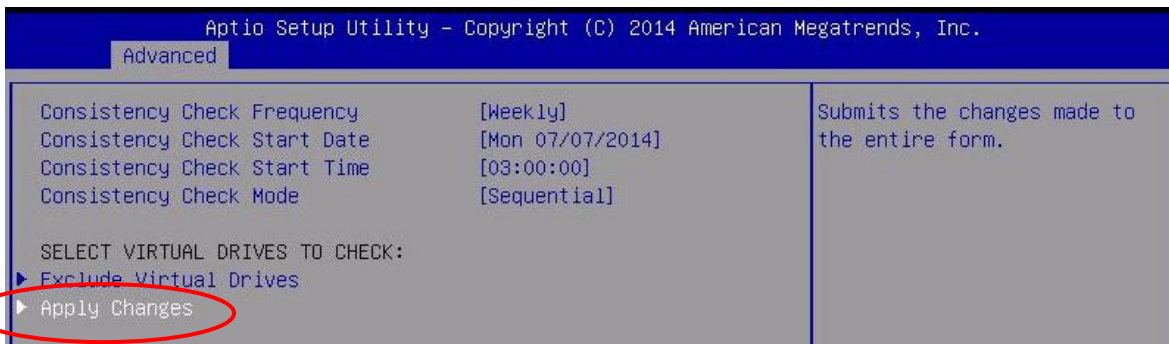 Aptio Setup Utility – Copyright (C) 2014 American Megatrends, Inc.
Advanced
Consistency Check Frequency [Weekly]
Consistency Check Start Date [Mon 07/07/2014]
Consistency Check Start Time [03:00:00]
Consistency Check Mode [Sequential]
SELECT VIRTUAL DRIVES TO CHECK:
Exclude Virtual Drives
Apply Changes
Submits the changes made to
the entire form.